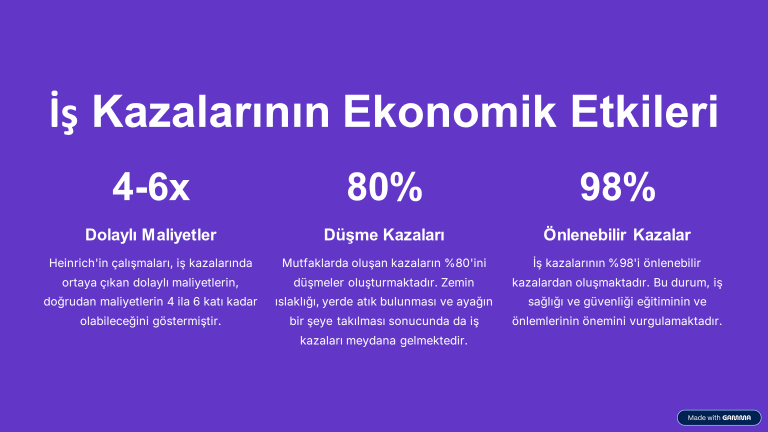 İş Kazalarının Ekonomik Etkileri
4-6x
Dolaylı Maliyetler
Heinrich'in çalışmaları, iş kazalarında
ortaya çıkan dolaylı maliyetlerin,
doğrudan maliyetlerin 4 ila 6 katı kadar
olabileceğini göstermiştir.
80%
Düşme Kazaları
Mutfaklarda oluşan kazaların %80'ini
düşmeler oluşturmaktadır. Zemin
ıslaklığı, yerde atık bulunması ve ayağın
bir şeye takılması sonucunda da iş
kazaları meydana gelmektedir.
98%
Önlenebilir Kazalar
İş kazalarının %98'i önlenebilir
kazalardan oluşmaktadır. Bu durum, iş
sağlığı ve güvenliği eğitiminin ve
önlemlerinin önemini vurgulamaktadır.
Made with GAMMA